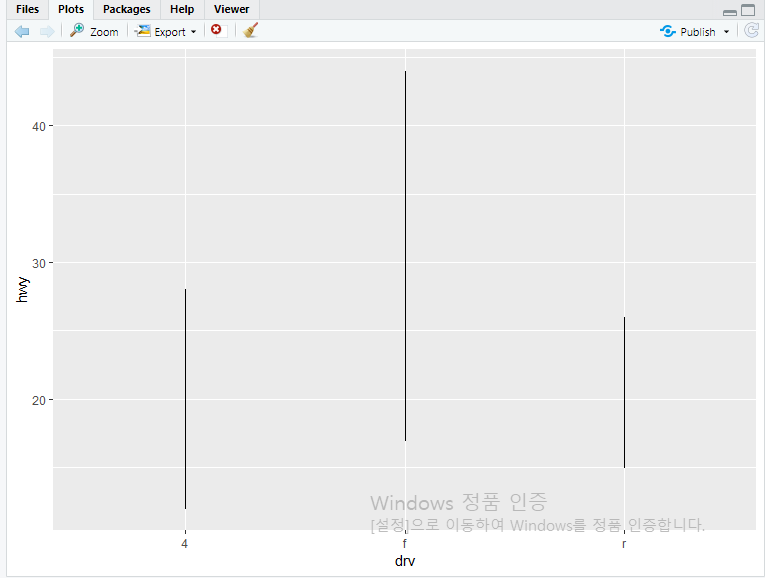 Files Plots Packages Help Viewer
Zoom Export Publish
40
30
20
hwy
4 f r
drv
Windows 정품 인증
[설정]으로 이동하여 Windows를 정품 인증합니다.